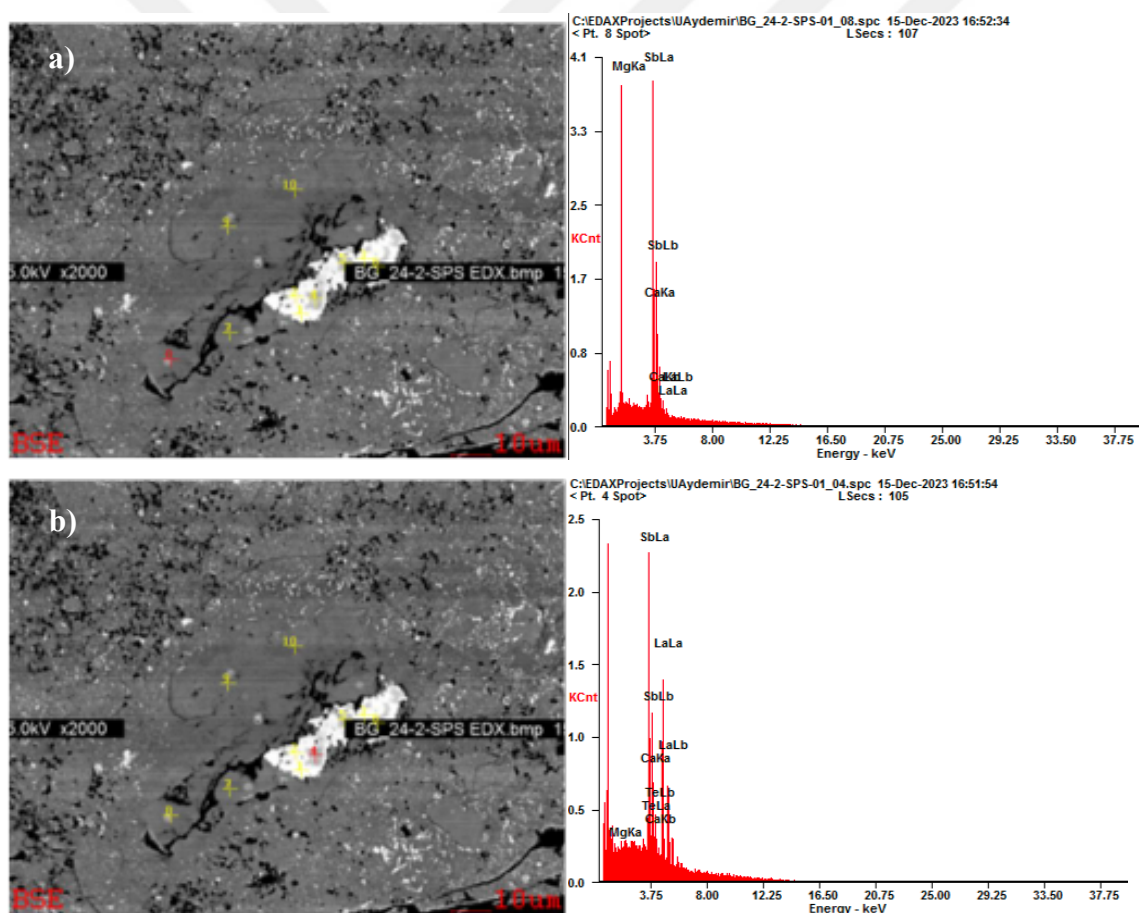 a)
10
9
7
5.0kV x2000
BG_24-2-SPS EDX.bmp 1
BSE
10um
C:\EDAXProjects\UAydemir\BG_24-2-SPS-01_08.spc 15-Dec-2023 16:52:34
< Pt. 8 Spot> LSecs : 107
4.1
3.3
2.5
KCnt
1.7
0.8
0.0
MgKa
SbLa
SbLb
CaKa
LaLa
3.75 8.00 12.25 16.50 20.75 25.00 29.25 33.50 37.75
Energy - keV
b)
10
9
7
8
5.0kV x2000
BG_24-2-SPS EDX.bmp 1
BSE
10um
C:\EDAXProjects\UAydemir\BG_24-2-SPS-01_04.spc 15-Dec-2023 16:51:54
< Pt. 4 Spot> LSecs : 105
2.5
2.0
1.5
KCnt
1.0
0.5
0.0
SbLa
LaLa
SbLb
LaLb
CaKa
TeLb
TeLa
CaKb
MgKa
3.75 8.00 12.25 16.50 20.75 25.00 29.25 33.50 37.75
Energy - keV